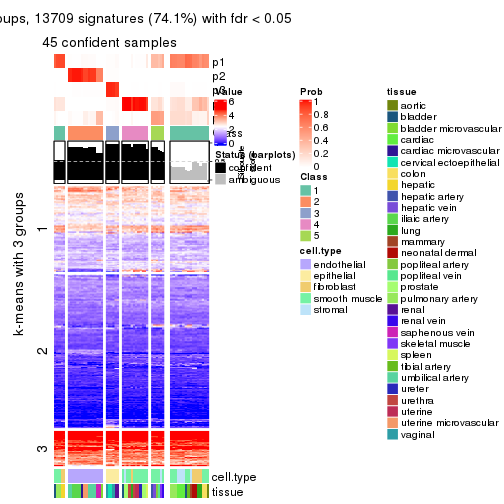 oups, 13709 signatures (74.1%) with fdr < 0.05
45 confident samples
p1
p2
Value
6
4
2
0
Status (barplots)
confident
ambiguous
k-means with 3 groups
1
2
3
cell.type
tissue
Prob
1
0.8
0.6
0.4
0.2
0
Class
1
2
3
4
5
cell.type
endothelial
epithelial
fibroblast
smooth muscle
stromal
tissue
aortic
bladder
bladder microvascular
cardiac
cardiac microvascular
cervical ectoepithelial
colon
hepatic
hepatic artery
hepatic vein
iliac artery
lung
mammary
neonatal dermal
popliteal artery
popliteal vein
prostate
pulmonary artery
renal
renal vein
saphenous vein
skeletal muscle
spleen
tibial artery
umbilical artery
ureter
urethra
uterine
uterine microvascular
vaginal